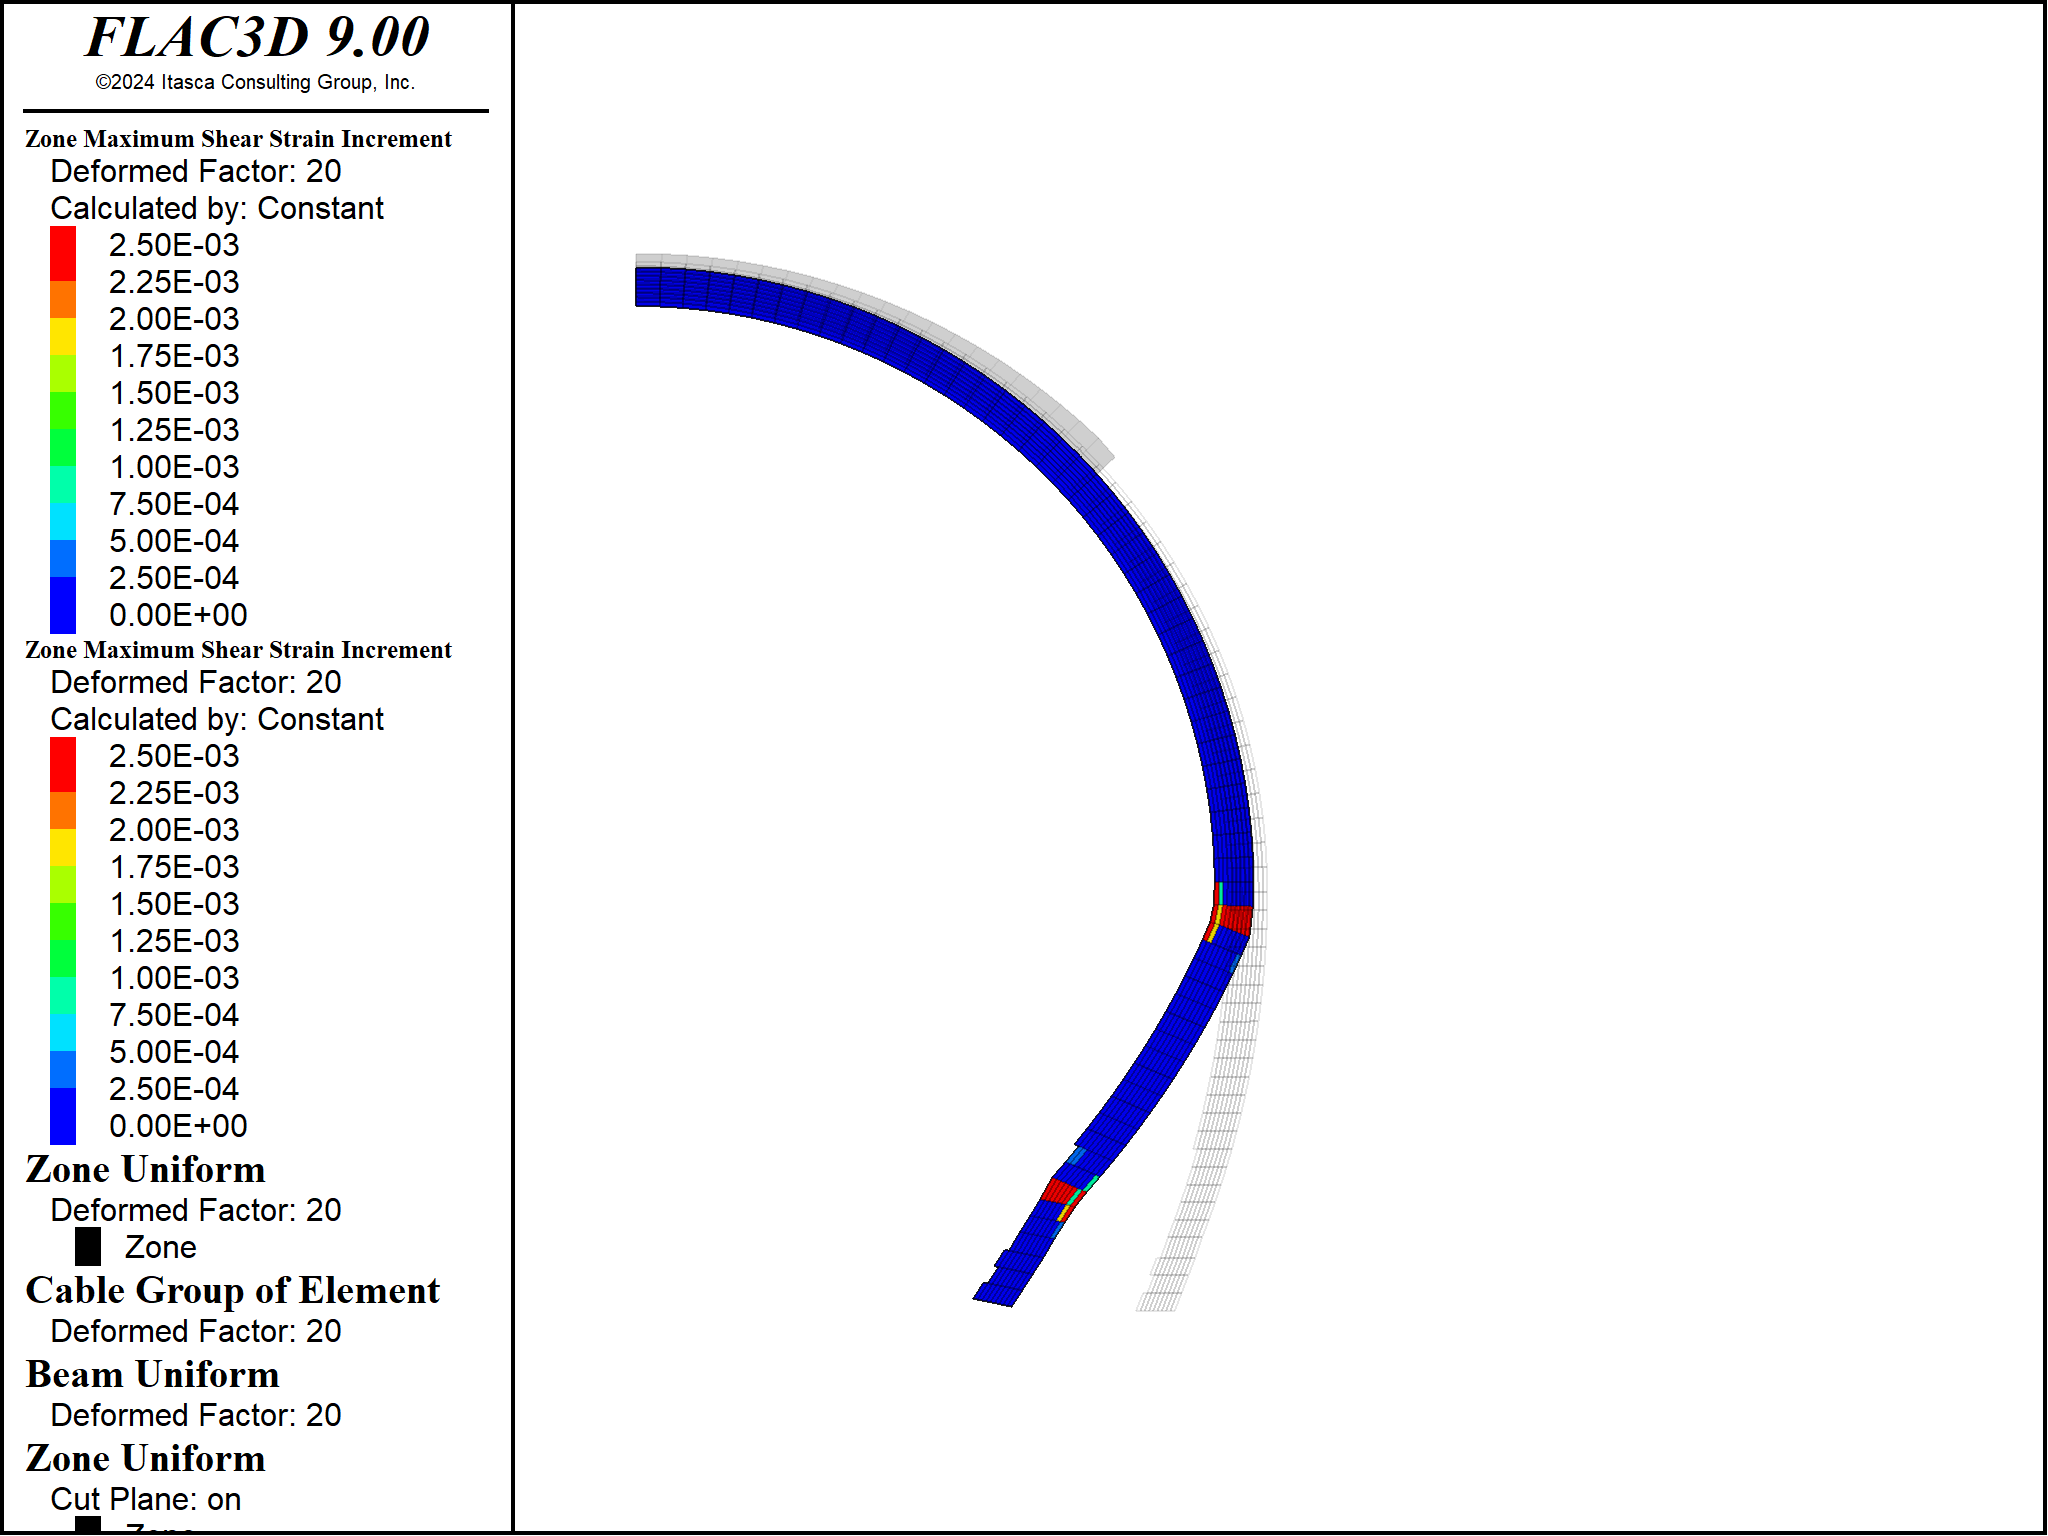 FLAC3D 9.00
©2024 Itasca Consulting Group, Inc.
Zone Maximum Shear Strain Increment
Deformed Factor: 20
Calculated by: Constant
2.50E-03
2.25E-03
2.00E-03
1.75E-03
1.50E-03
1.25E-03
1.00E-03
7.50E-04
5.00E-04
2.50E-04
0.00E+00
Zone Maximum Shear Strain Increment
Deformed Factor: 20
Calculated by: Constant
2.50E-03
2.25E-03
2.00E-03
1.75E-03
1.50E-03
1.25E-03
1.00E-03
7.50E-04
5.00E-04
2.50E-04
0.00E+00
Zone Uniform
Deformed Factor: 20
Zone
Cable Group of Element
Deformed Factor: 20
Beam Uniform
Deformed Factor: 20
Zone Uniform
Cut Plane: on